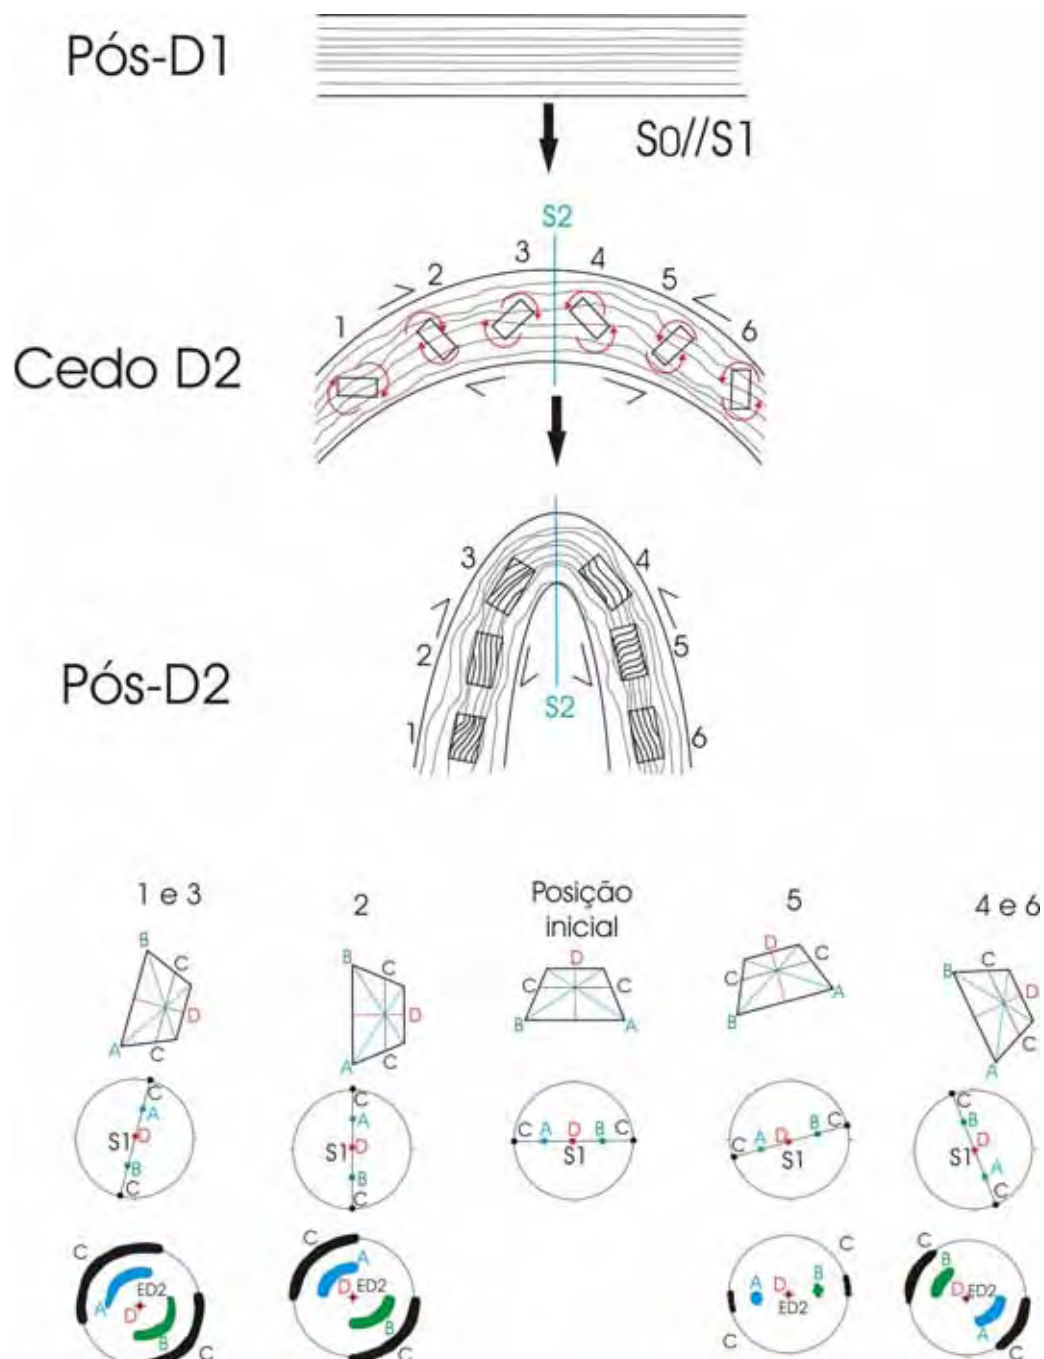 Pós-D1
S0//S1
S2
3 4
2 5
1 6
Cedo D2
3 4
2 5
Pós-D2
S2
1 6
1 e 3
2
Posição
inicial
5
4 e 6
B C D A C
B C D A C
D C C B A
D C C B A
B C D C A
C A S1 D B C
C A S1 D B C
C A D B C
S1
C A D B C
S1
C B D S1 A C
C A ED2 D B C
C A D ED2 B C
A D B C
ED2
C
C B D ED2 A C